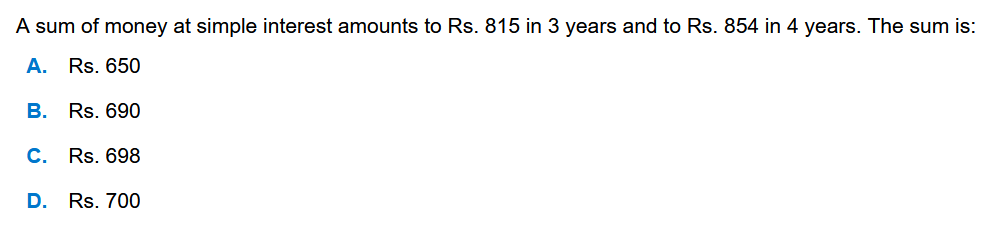 A sum of money at simple interest amounts to Rs. 815 in 3 years and to Rs. 854 in 4 years. The sum is:
A. Rs. 650
B. Rs. 690
C. Rs. 698
D. Rs. 700